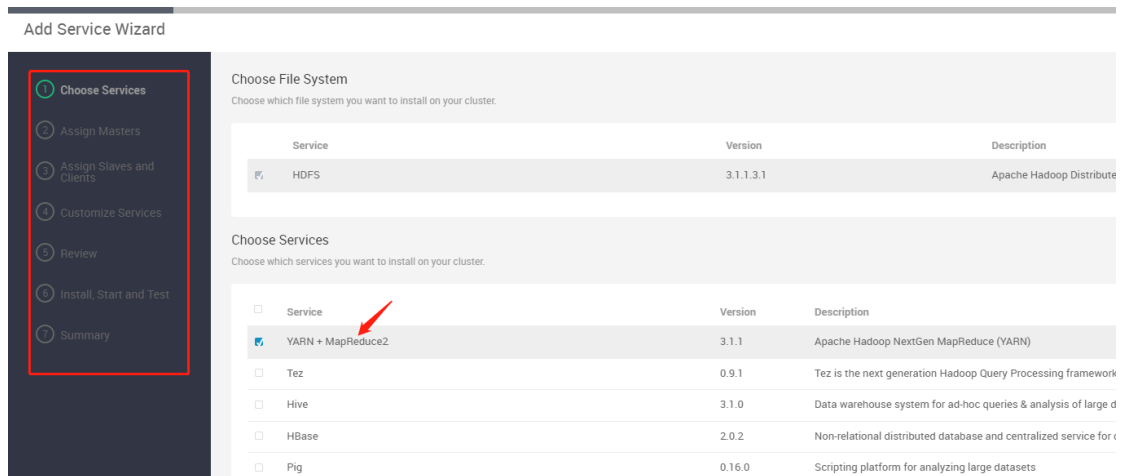 Add Service Wizard
1 Choose Services
2 Assign Masters
3 Assign Slaves and
Clients
4 Customize Services
5 Review
6 Install, Start and Test
7 Summary
Choose File System
Choose which file system you want to install on your cluster.
Service Version Description
HDFS 3.1.1.3.1 Apache Hadoop Distribute
Choose Services
Choose which services you want to install on your cluster.
Service Version Description
YARN + MapReduce2 3.1.1 Apache Hadoop NextGen MapReduce (YARN)
Tez 0.9.1 Tez is the next generation Hadoop Query Processing framework
Hive 3.1.0 Data warehouse system for ad-hoc queries & analysis of large d
HBase 2.0.2 Non-relational distributed database and centralized service for
Pig 0.16.0 Scripting platform for analyzing large datasets